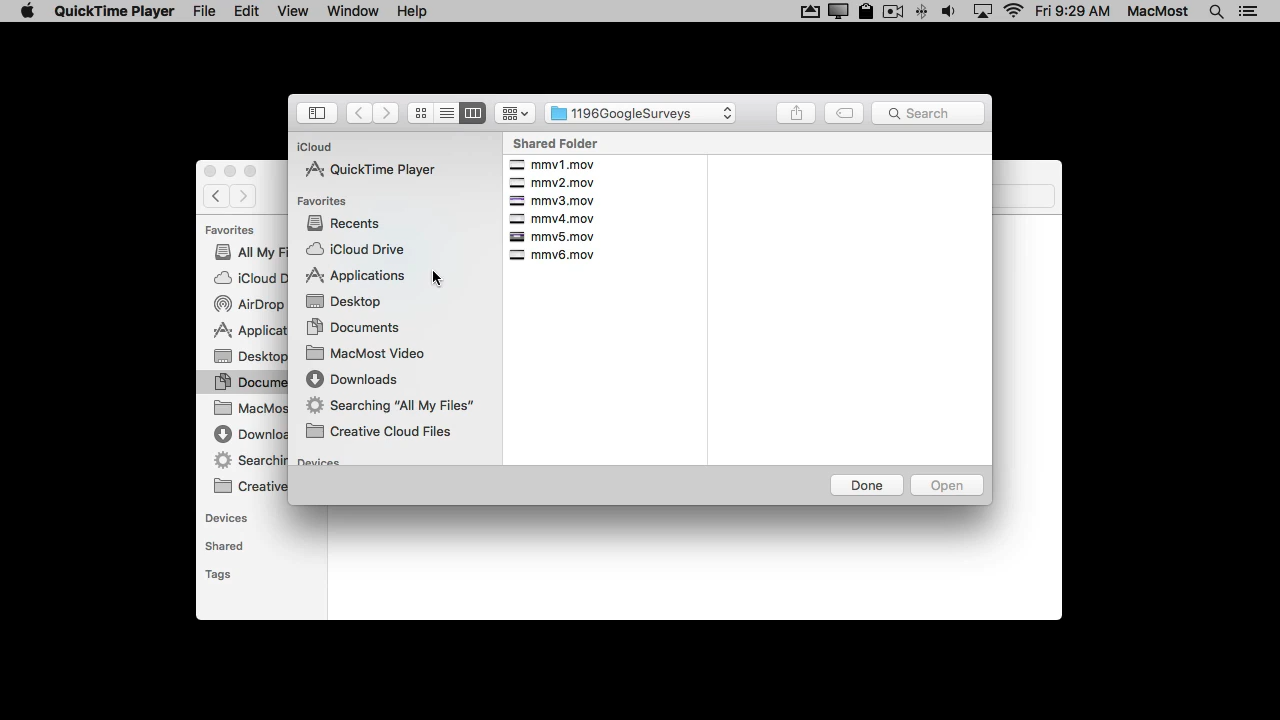 QuickTime Player File Edit View Window Help Fri 9:29 AM MacMost
1196GoogleSurveys Search
iCloud
QuickTime Player
Favorites
Recents
iCloud Drive
Applications
Desktop
Documents
MacMost Video
Downloads
Searching “All My Files”
Creative Cloud Files
Devices
Shared Folder
mmv1.mov
mmv2.mov
mmv3.mov
mmv4.mov
mmv5.mov
mmv6.mov
Done Open
Favorites
All My Fi
iCloud D
AirDrop
Applicat
Desktop
Docume
MacMos
Downloa
Searchin
Creative
Devices
Shared
Tags